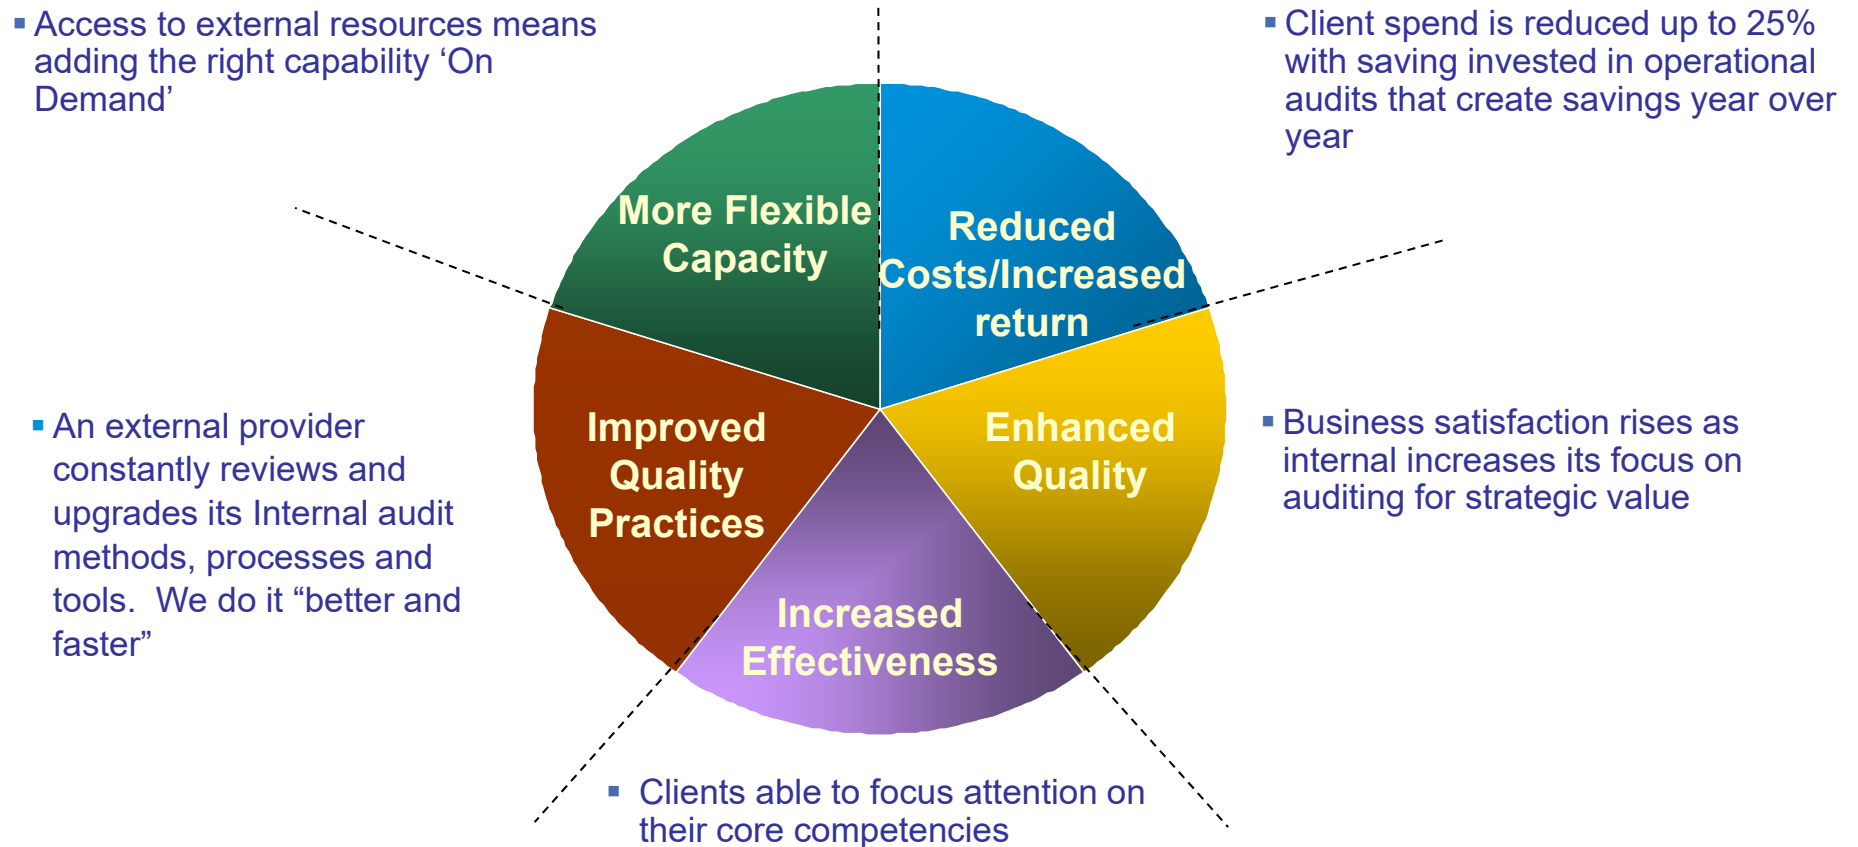 ▪ Access to external resources means
adding the right capability ‘On
Demand’
▪ Client spend is reduced up to 25%
with saving invested in operational
audits that create savings year over
year
More Flexible
Capacity
Reduced
Costs/Increased
return
▪ An external provider
constantly reviews and
upgrades its Internal audit
methods, processes and
tools.  We do it “better and
faster”
Improved
Quality
Practices
Enhanced
Quality
▪ Business satisfaction rises as
internal increases its focus on
auditing for strategic value
Increased
Effectiveness
▪ Clients able to focus attention on
their core competencies